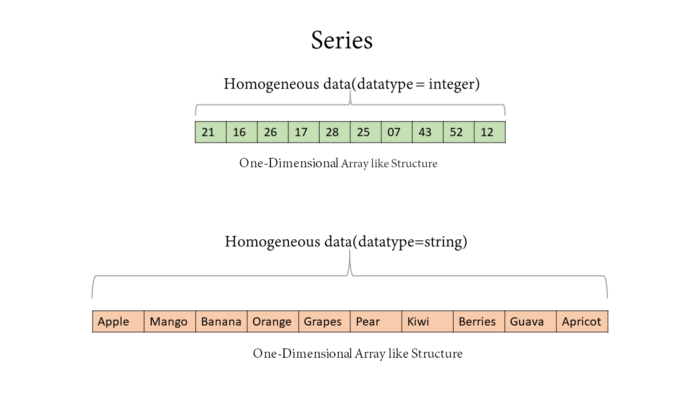 Series
Homogeneous data(datatype = integer)
21 16 26 17 28 25 07 43 52 12
One-Dimensional Array like Structure
Homogeneous data(datatype=string)
Apple Mango Banana Orange Grapes Pear Kiwi Berries Guava Apricot
One-Dimensional Array like Structure